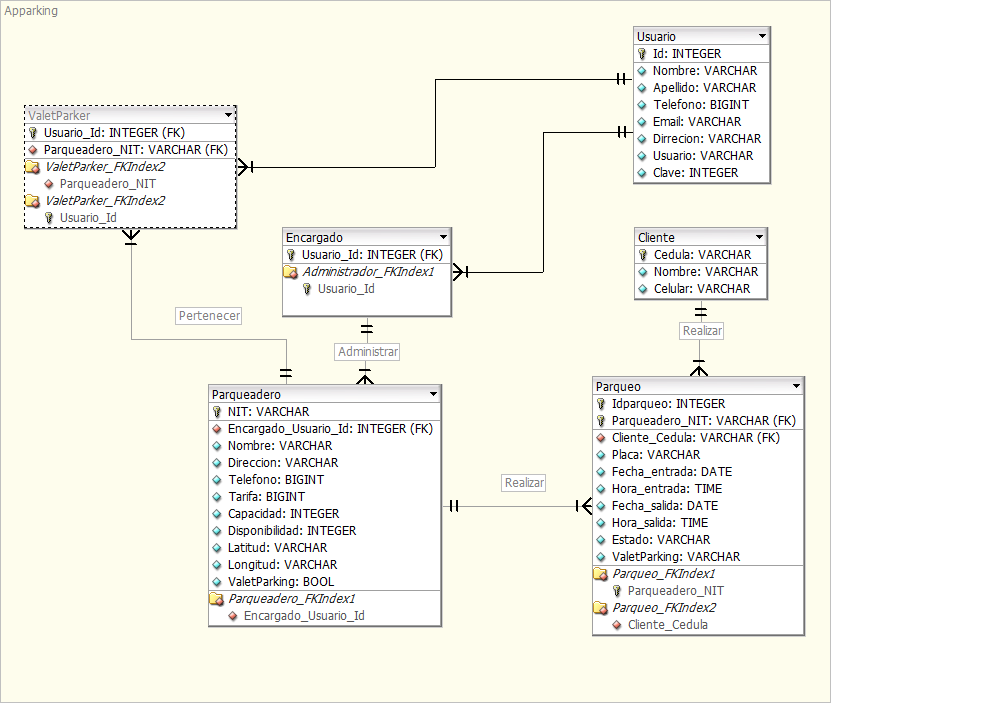 Apparking
Usuario
Id: INTEGER
Nombre: VARCHAR
Apellido: VARCHAR
Telefono: BIGINT
Email: VARCHAR
Dirrecion: VARCHAR
Usuario: VARCHAR
Clave: INTEGER
ValetParker
Usuario_Id: INTEGER (FK)
Parqueadero_NIT: VARCHAR (FK)
ValetParker_FKIndex2
Parqueadero_NIT
ValetParker_FKIndex2
Usuario_Id
Encargado
Usuario_Id: INTEGER (FK)
Administrador_FKIndex1
Usuario_Id
Cliente
Cedula: VARCHAR
Nombre: VARCHAR
Celular: VARCHAR
Pertenecer
Administrar
Realizar
Parqueadero
NIT: VARCHAR
Encargado_Usuario_Id: INTEGER (FK)
Nombre: VARCHAR
Direccion: VARCHAR
Telefono: BIGINT
Tarifa: BIGINT
Capacidad: INTEGER
Disponibilidad: INTEGER
Latitud: VARCHAR
Longitud: VARCHAR
ValetParking: BOOL
Parqueadero_FKIndex1
Encargado_Usuario_Id
Realizar
Parqueo
Idparqueo: INTEGER
Parqueadero_NIT: VARCHAR (FK)
Cliente_Cedula: VARCHAR (FK)
Placa: VARCHAR
Fecha_entrada: DATE
Hora_entrada: TIME
Fecha_salida: DATE
Hora_salida: TIME
Estado: VARCHAR
ValetParking: VARCHAR
Parqueo_FKIndex1
Parqueadero_NIT
Parqueo_FKIndex2
Cliente_Cedula